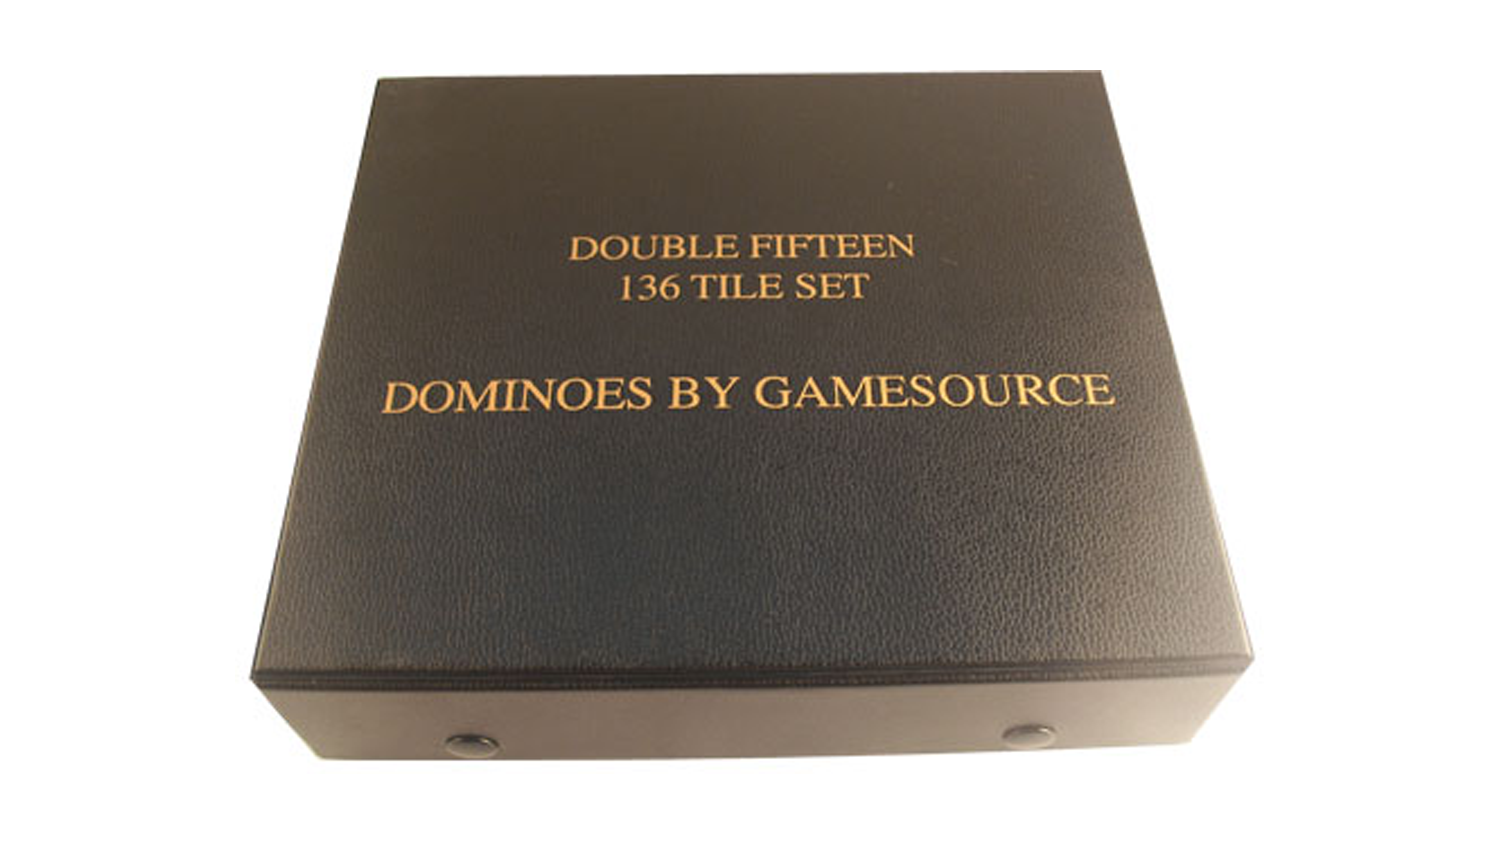 DOUBLE FIFTEEN
136 TILE SET
DOMINOES BY GAMESOURCE